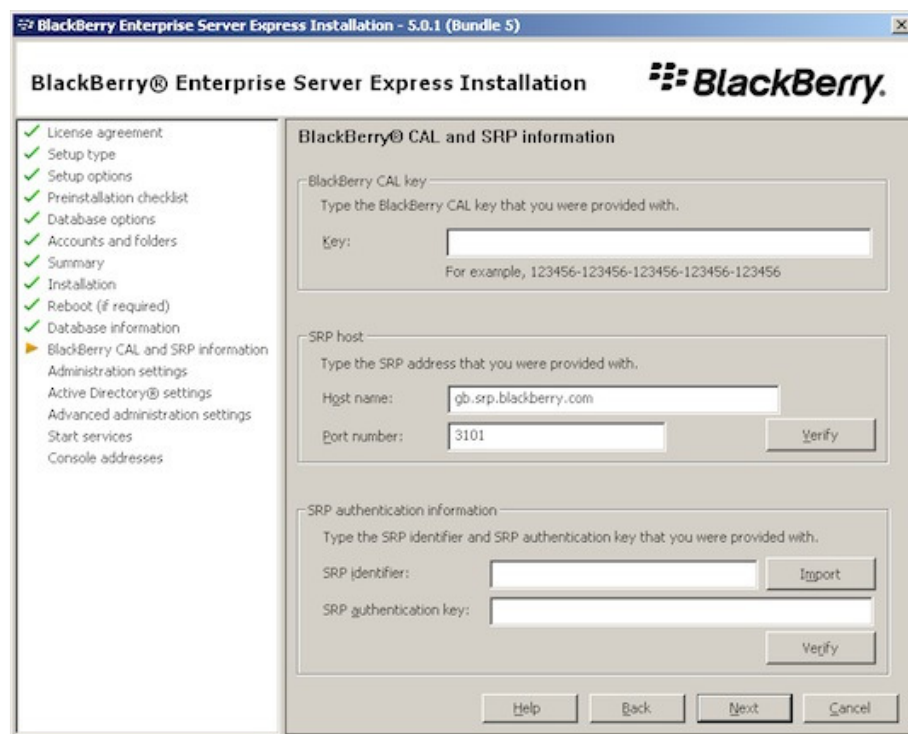 BlackBerry Enterprise Server Express Installation - 5.0.1 (Bundle 5)
BlackBerry® Enterprise Server Express Installation
BlackBerry.
License agreement
Setup type
Setup options
Preinstallation checklist
Database options
Accounts and folders
Summary
Installation
Reboot (if required)
Database information
BlackBerry CAL and SRP information
Administration settings
Active Directory® settings
Advanced administration settings
Start services
Console addresses
BlackBerry® CAL and SRP information
BlackBerry CAL key
Type the BlackBerry CAL key that you were provided with.
Key:
For example, 123456-123456-123456-123456-123456
SRP host
Type the SRP address that you were provided with.
Host name: gb.srp.blackberry.com
Port number: 3101 Verify
SRP authentication information
Type the SRP identifier and SRP authentication key that you were provided with.
SRP identifier: Import
SRP authentication key:
Verify
Help Back Next Cancel